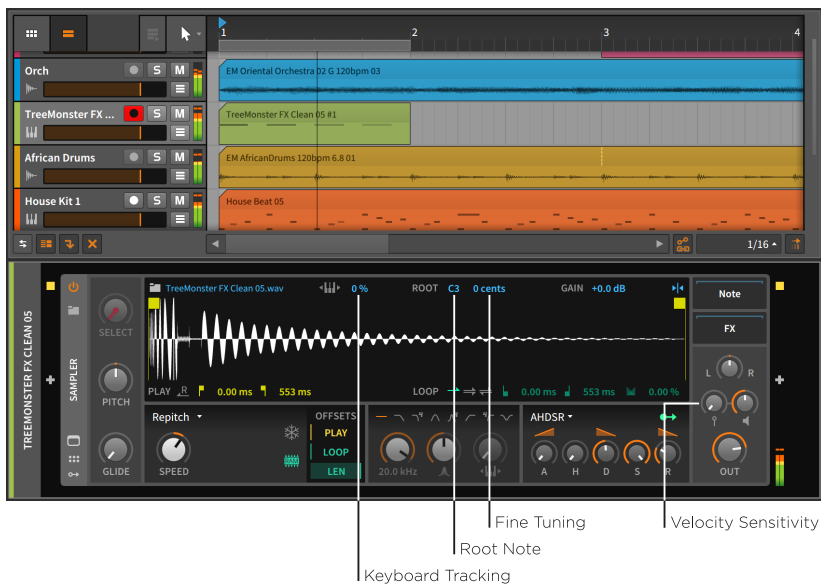 1 2 3 4
Orch S M
EM Oriental Orchestra 02 G 120bpm 03
TreeMonster FX ... S M
TreeMonster FX Clean 05 #1
African Drums S M
EM AfricanDrums 120bpm 6.8 01
House Kit 1 S M
House Beat 05
1/16
TREEMONSTER FX CLEAN 05
SAMPLER
TreeMonster FX Clean 05.wav 0 % ROOT C3 0 cents GAIN +0.0 dB
SELECT
PITCH
GLIDE
PLAY R 0.00 ms 553 ms LOOP 0.00 ms 553 ms 0.00 %
Repitch
SPEED
OFFSETS
PLAY
LOOP
LEN
20.0 kHz
AHDSR
A H D S R
Note
FX
L R
OUT
Fine Tuning
Velocity Sensitivity
Root Note
Keyboard Tracking